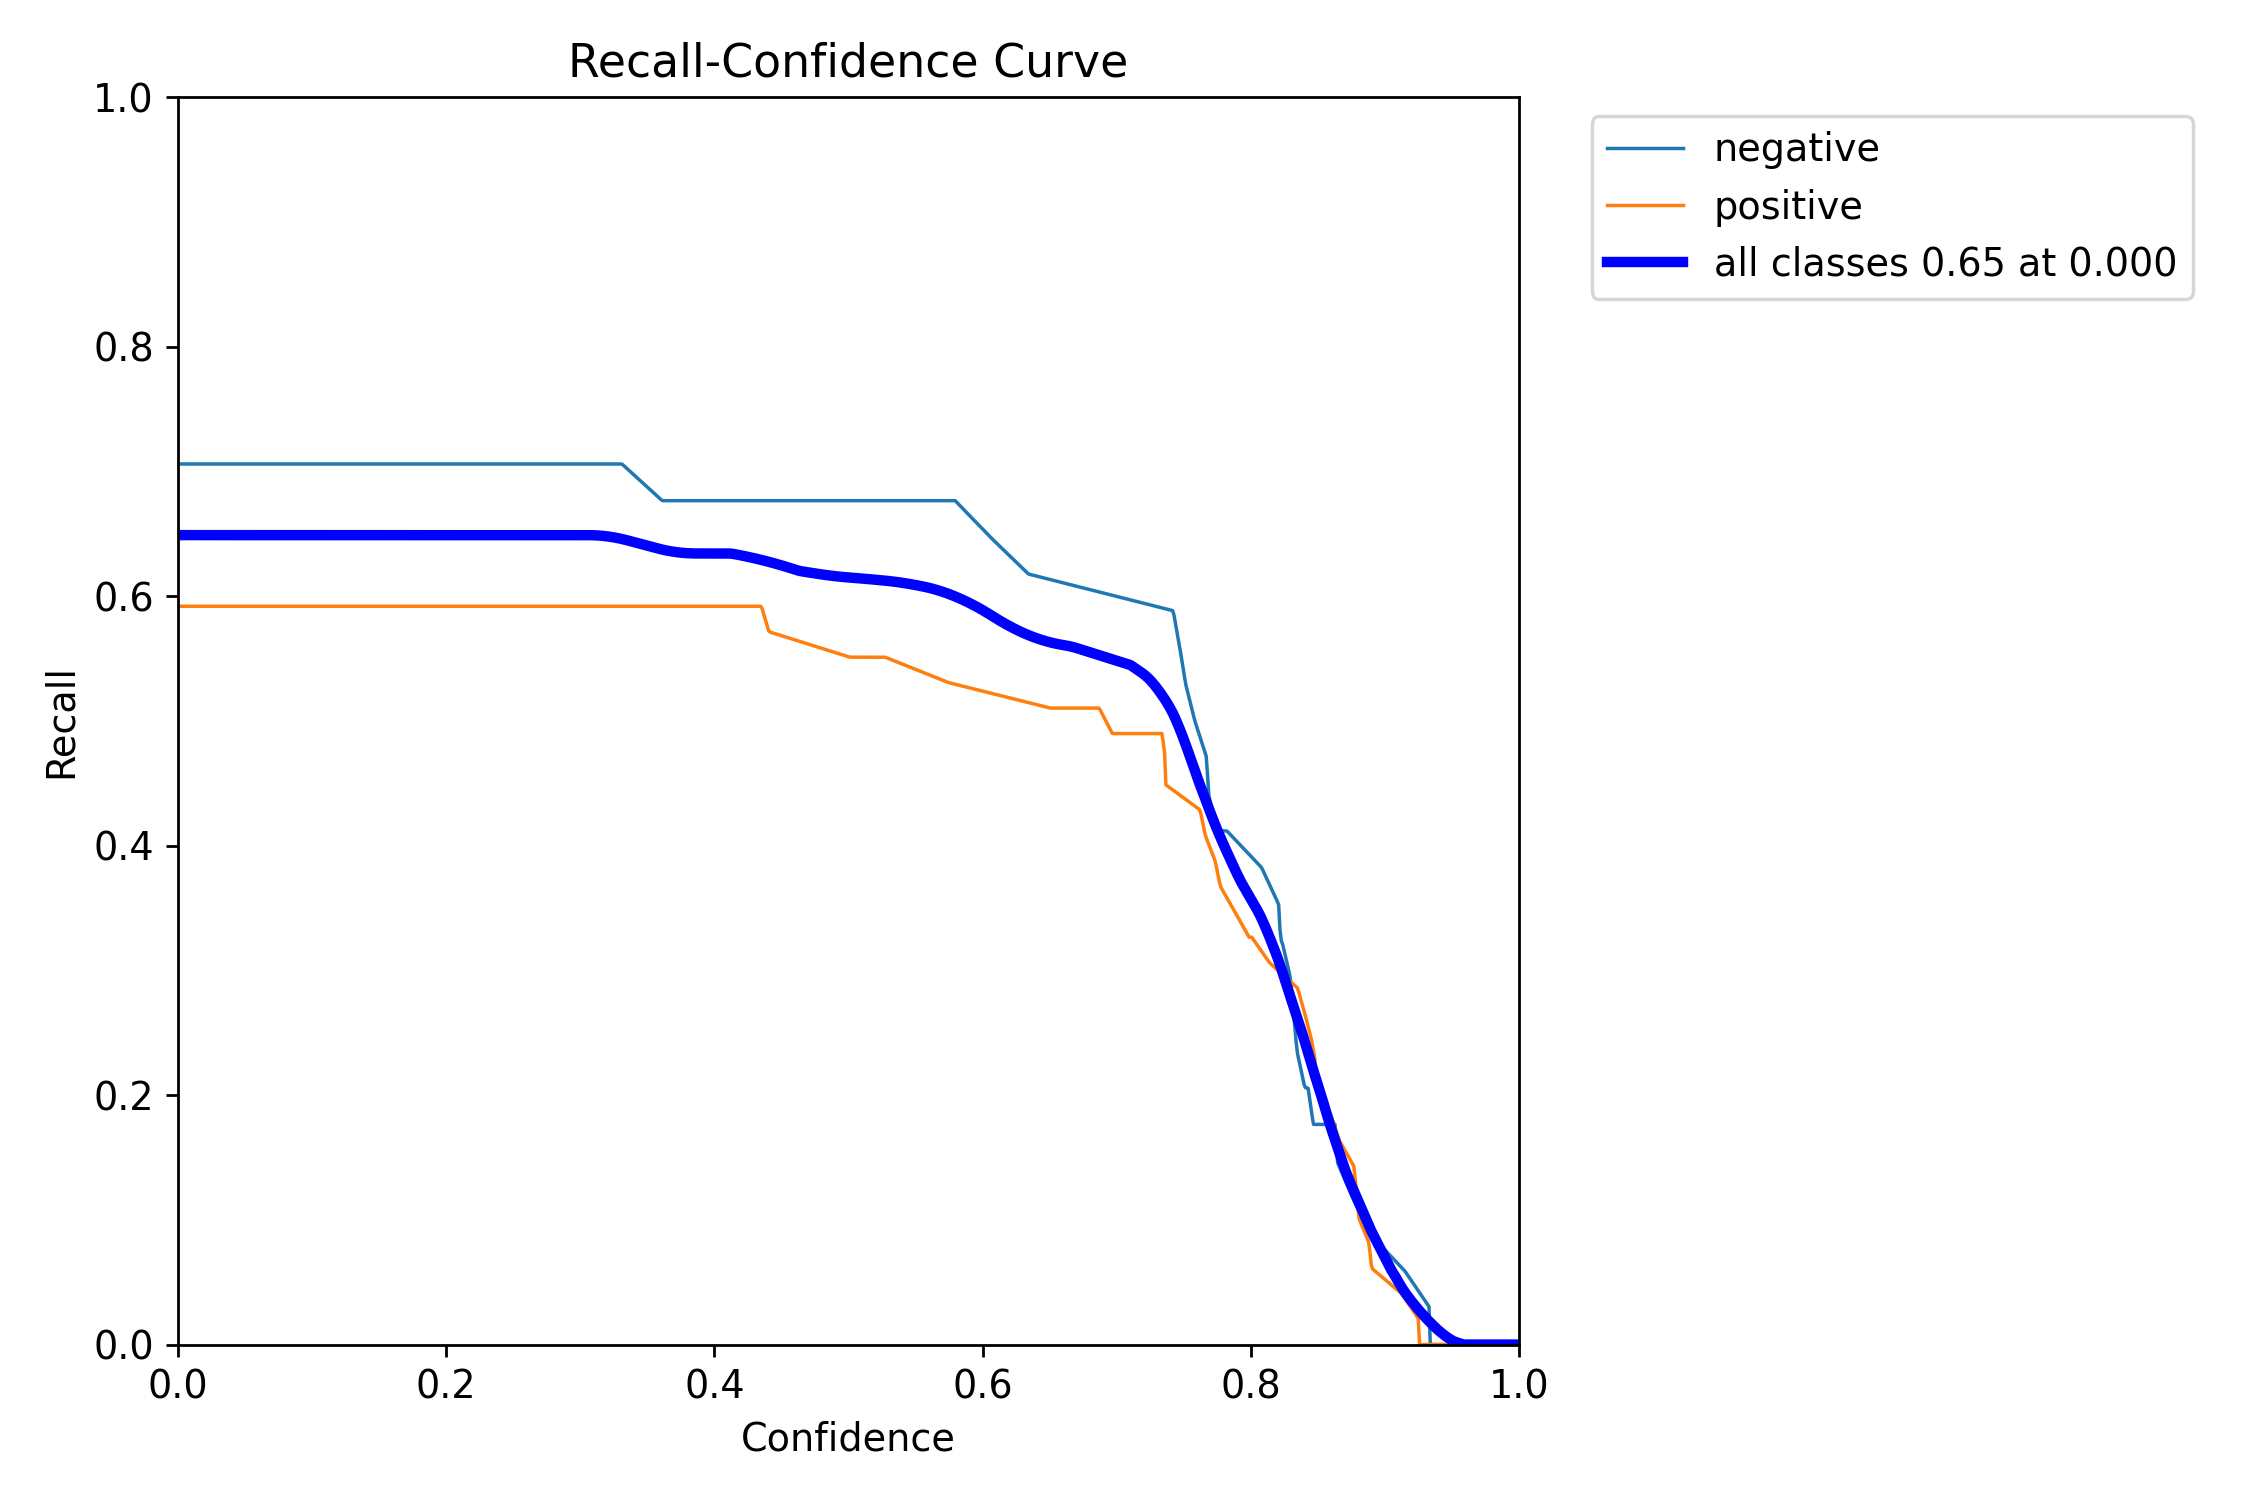 Recall-Confidence Curve
1.0
0.8
0.6
0.4
0.2
0.0
Recall
0.0 0.2 0.4 0.6 0.8 1.0
Confidence
negative
positive
all classes 0.65 at 0.000